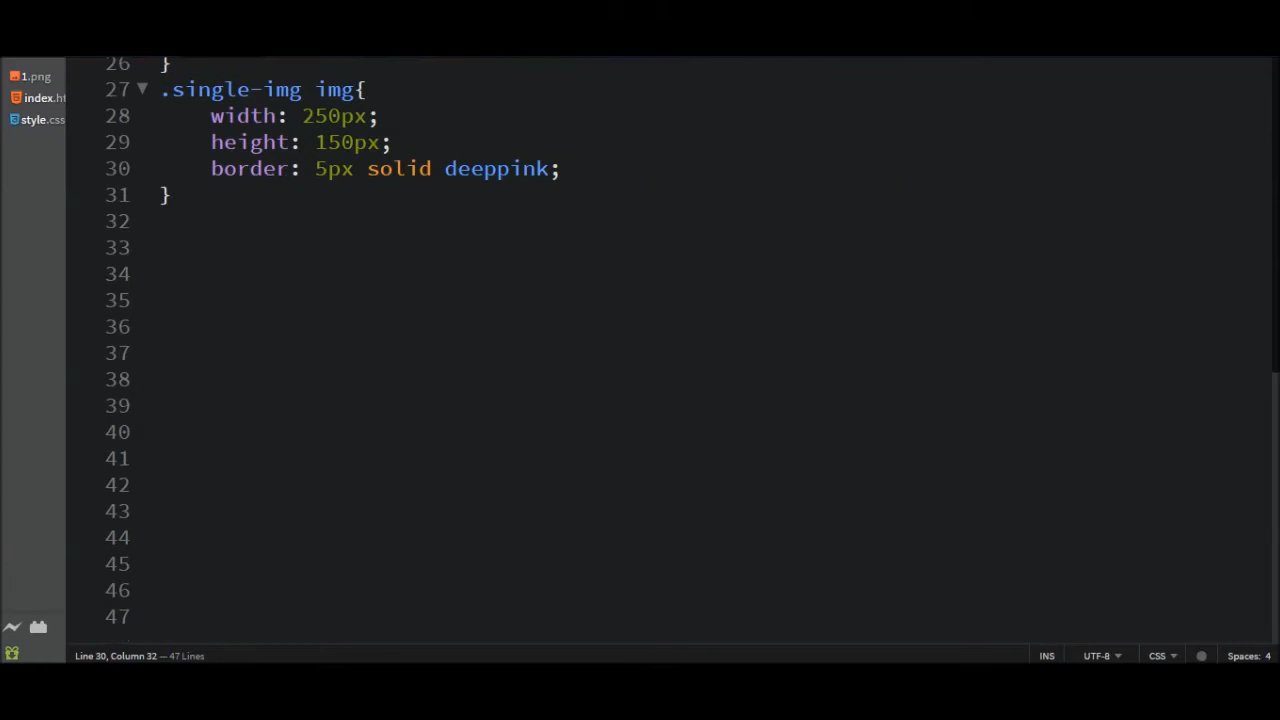 1.png
index.ht
style.css
26 }
27 .single-img img{
28 width: 250px;
29 height: 150px;
30 border: 5px solid deeppink;
31 }
32
33
34
35
36
37
38
39
40
41
42
43
44
45
46
47
Line 30, Column 32 — 47 Lines
INS UTF-8 CSS Spaces: 4